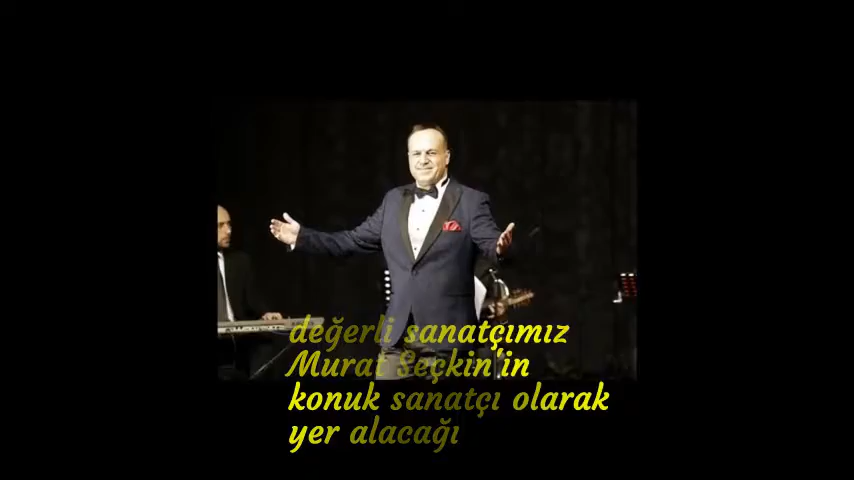 değerli sanatçımız
Murat Seçkin'in
konuk sanatçı olarak
yer alacağı